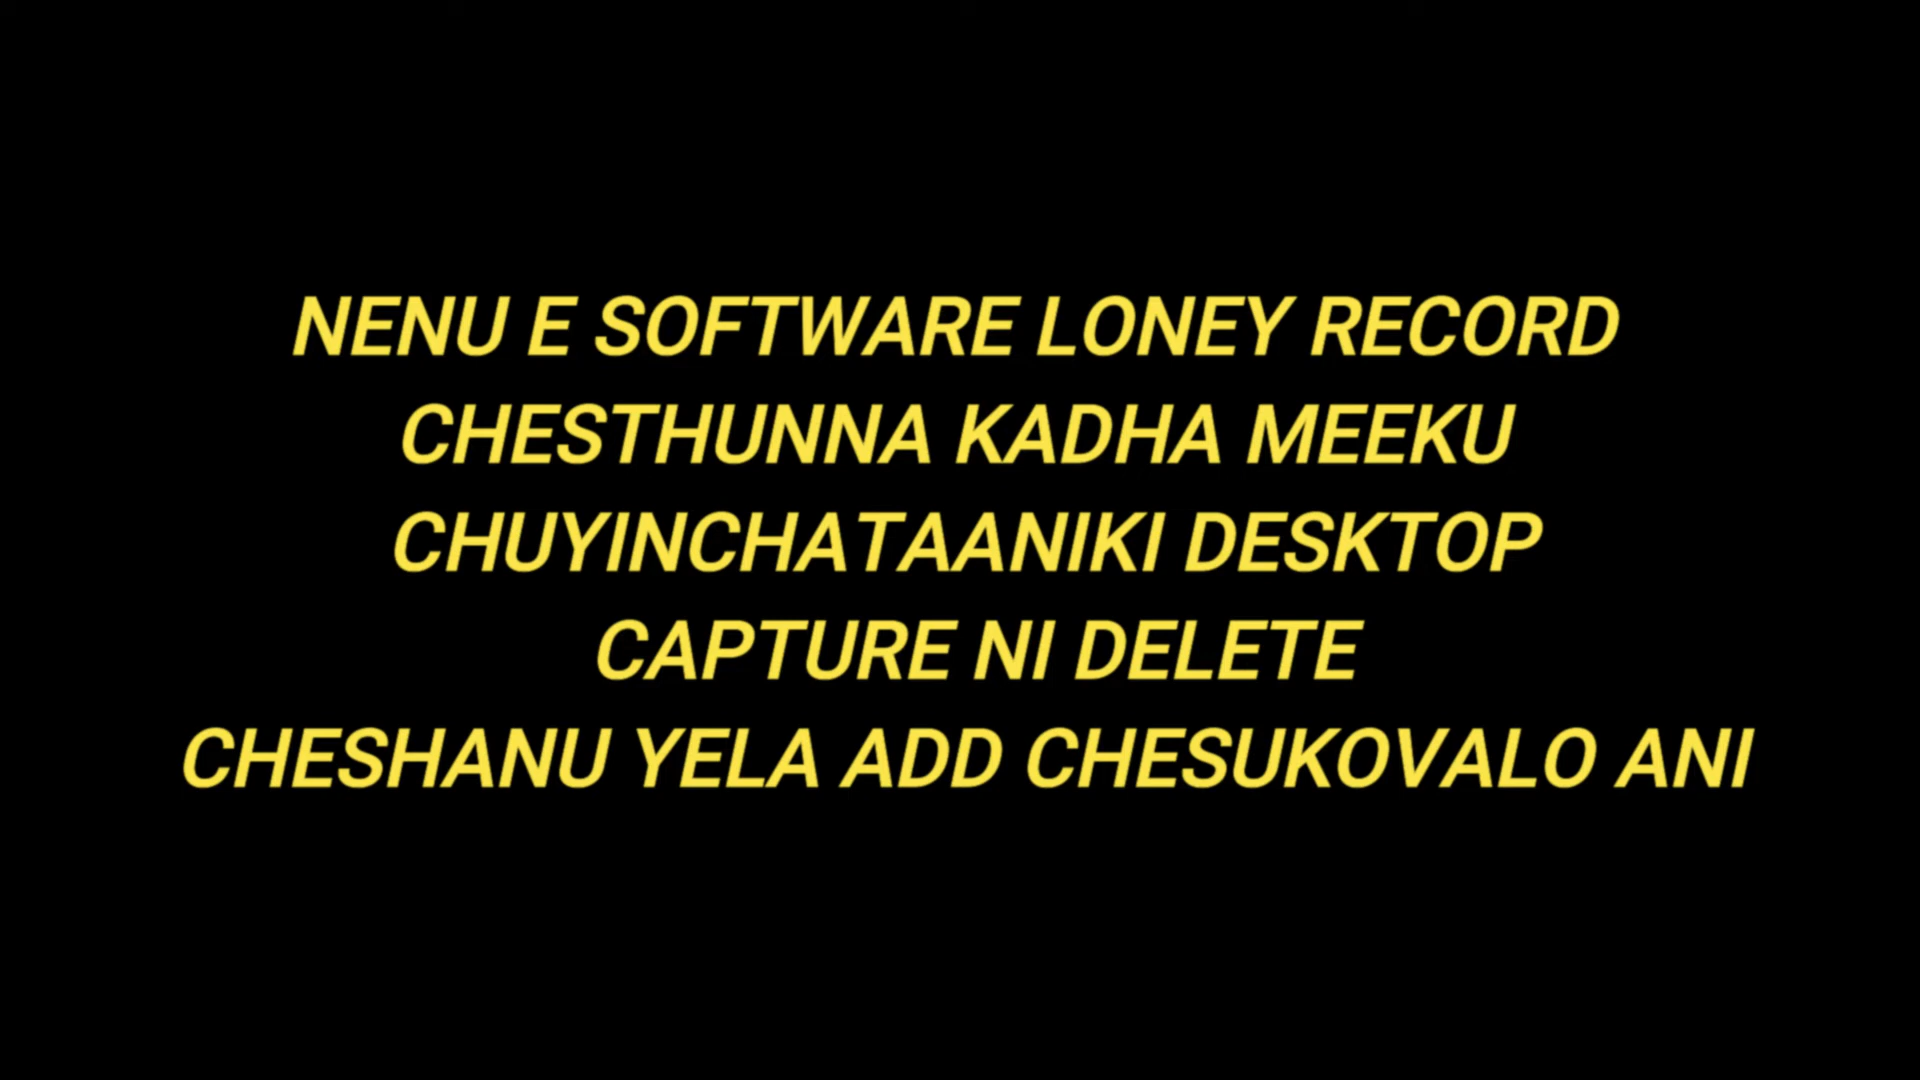 NENU E SOFTWARE LONEY RECORD
CHESTHUNNA KADHA MEEKU
CHUYINCHATAANIKI DESKTOP
CAPTURE NI DELETE
CHESHANU YELA ADD CHESUKOVALO ANI